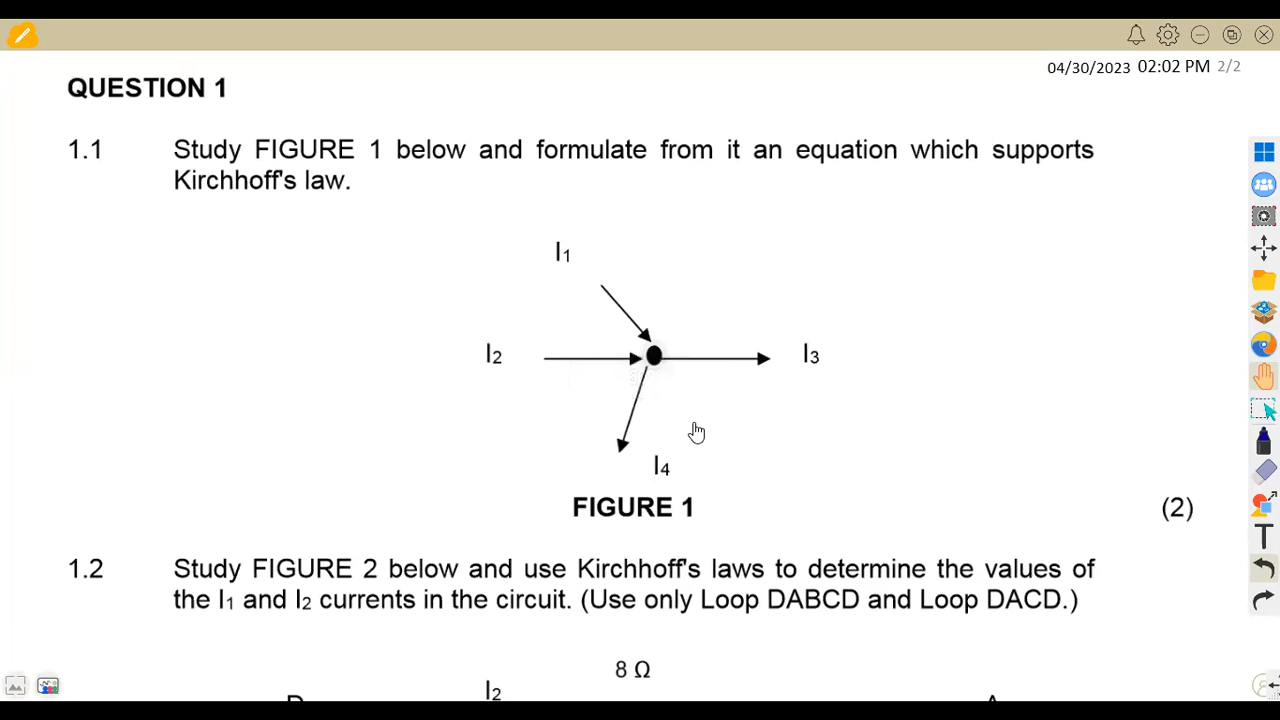 04/30/2023 02:02 PM 2/2
QUESTION 1
1.1 Study FIGURE 1 below and formulate from it an equation which supports
Kirchhoff's law.
I₁
I₂ I₃
I₄
FIGURE 1 (2)
1.2 Study FIGURE 2 below and use Kirchhoff's laws to determine the values of
the I₁ and I₂ currents in the circuit. (Use only Loop DABCD and Loop DACD.)
8 Ω
I₂
T